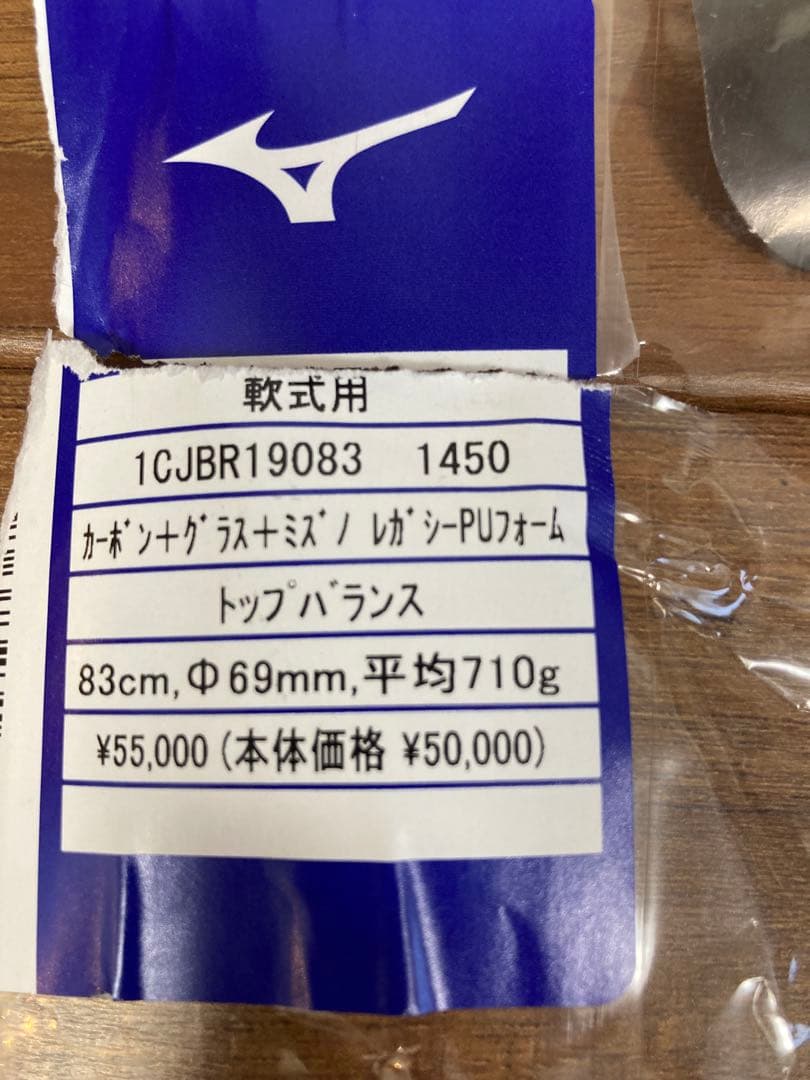 軟式用
1CJBR19083 1450
ｶｰﾎﾞﾝ＋ｸﾞﾗｽ＋ﾐｽﾞﾉ ﾚｶﾞｼｰPUﾌｫｰﾑ
ﾄｯﾌﾟﾊﾞﾗﾝｽ
83cm,Φ69mm,平均710g
¥55,000(本体価格 ¥50,000)